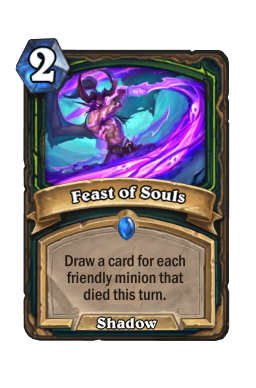 2
Feast of Souls
Draw a card for each
friendly minion that
died this turn.
Shadow